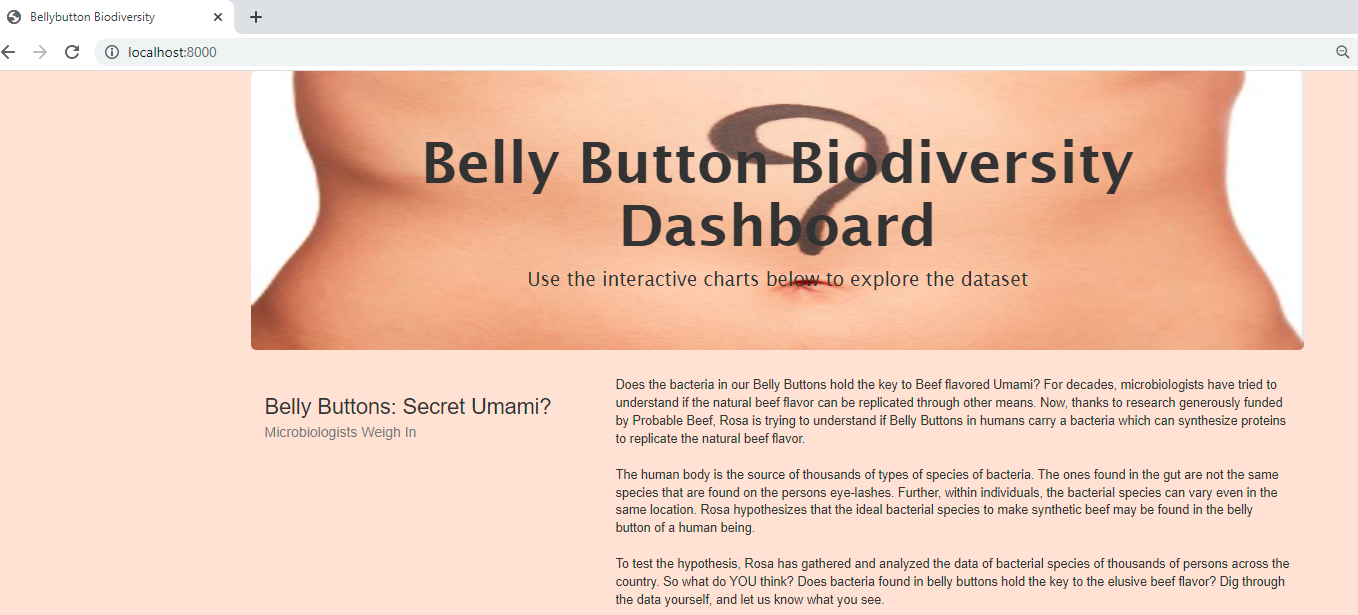 Bellybutton Biodiversity
localhost:8000
Belly Button Biodiversity
Dashboard
Use the interactive charts below to explore the dataset
Belly Buttons: Secret Umami?
Microbiologists Weigh In
Does the bacteria in our Belly Buttons hold the key to Beef flavored Umami? For decades, microbiologists have tried to
understand if the natural beef flavor can be replicated through other means. Now, thanks to research generously funded
by Probable Beef, Rosa is trying to understand if Belly Buttons in humans carry a bacteria which can synthesize proteins
to replicate the natural beef flavor.
The human body is the source of thousands of types of species of bacteria. The ones found in the gut are not the same
species that are found on the persons eye-lashes. Further, within individuals, the bacterial species can vary even in the
same location. Rosa hypothesizes that the ideal bacterial species to make synthetic beef may be found in the belly
button of a human being.
To test the hypothesis, Rosa has gathered and analyzed the data of bacterial species of thousands of persons across the
country. So what do YOU think? Does bacteria found in belly buttons hold the key to the elusive beef flavor? Dig through
the data yourself, and let us know what you see.